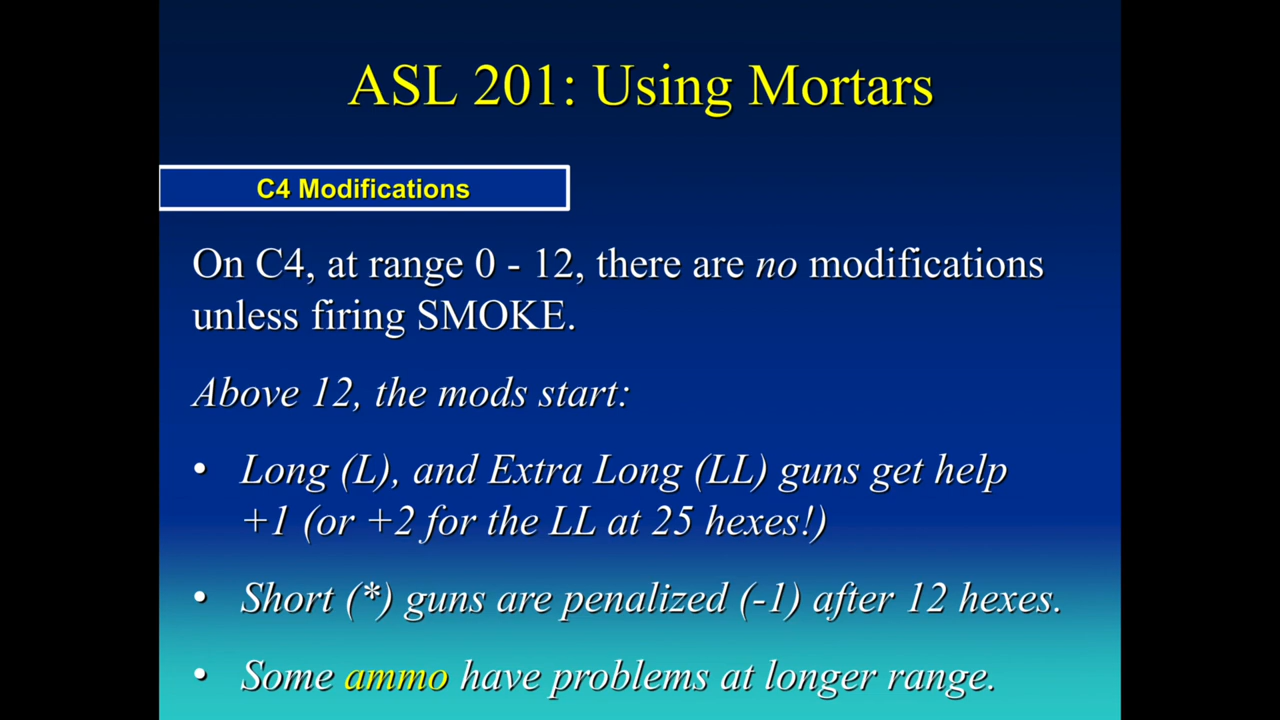 ASL 201: Using Mortars
C4 Modifications
On C4, at range 0 - 12, there are no modifications
unless firing SMOKE.
Above 12, the mods start:
• Long (L), and Extra Long (LL) guns get help
+1 (or +2 for the LL at 25 hexes!)
• Short (*) guns are penalized (-1) after 12 hexes.
• Some ammo have problems at longer range.